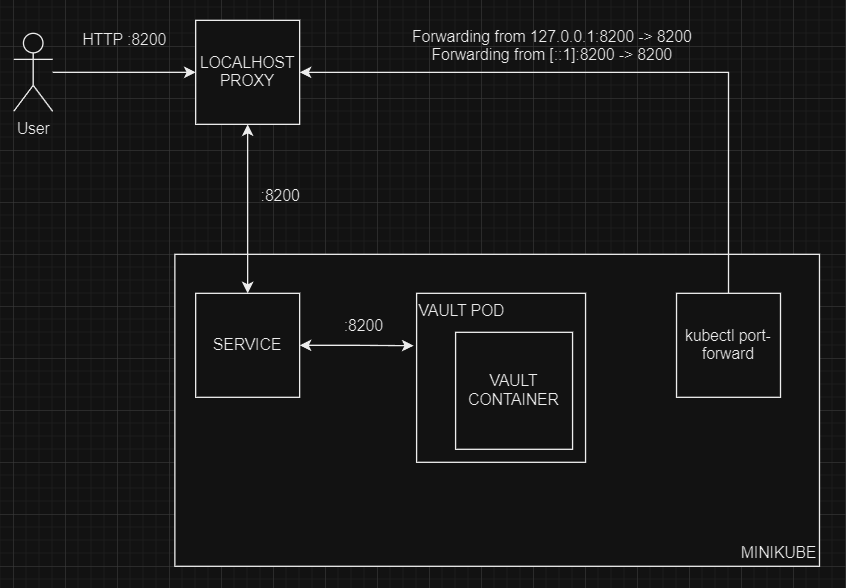 HTTP :8200
User
LOCALHOST
PROXY
Forwarding from 127.0.0.1:8200 -> 8200
Forwarding from [::1]:8200 -> 8200
:8200
SERVICE
:8200
VAULT POD
VAULT
CONTAINER
kubectl port-
forward
MINIKUBE